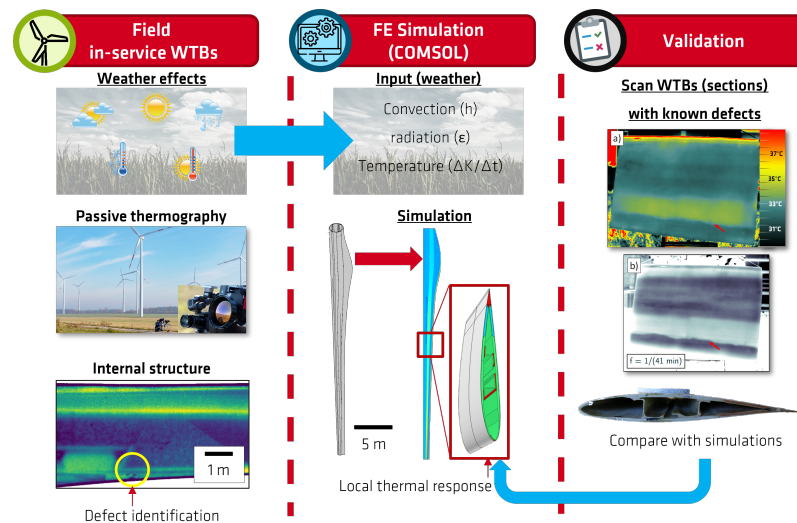 Field
in-service WTBs
Weather effects
Passive thermography
Internal structure
1 m
Defect identification
FE Simulation
(COMSOL)
Input (weather)
Convection (h)
radiation (ε)
Temperature (ΔK/Δt)
Simulation
5 m
Local thermal response
Validation
Scan WTBs (sections)
with known defects
a)
37°C
35°C
33°C
31°C
b)
f = 1/(41 min)
Compare with simulations